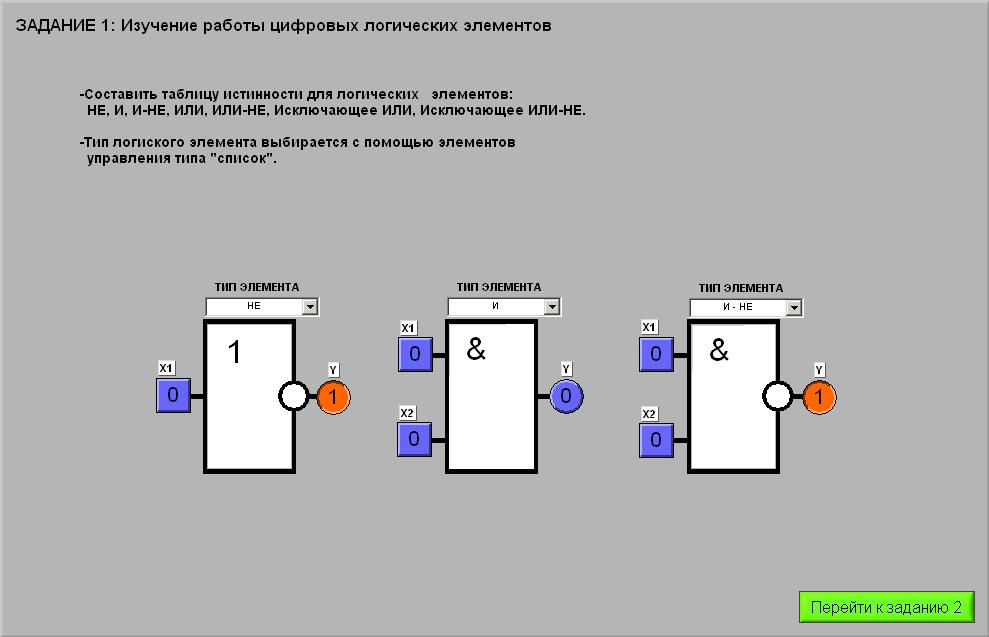 ЗАДАНИЕ 1: Изучение работы цифровых логических элементов
-Составить таблицу истинности для логических элементов:
НЕ, И, И-НЕ, ИЛИ, ИЛИ-НЕ, Исключающее ИЛИ, Исключающее ИЛИ-НЕ.
-Тип логиского элемента выбирается с помощью элементов
управления типа "список".
ТИП ЭЛЕМЕНТА
НЕ
X1
0
1
Y
1
ТИП ЭЛЕМЕНТА
И
X1
0
X2
0
&
Y
0
ТИП ЭЛЕМЕНТА
И - НЕ
X1
0
X2
0
&
Y
1
Перейти к заданию 2